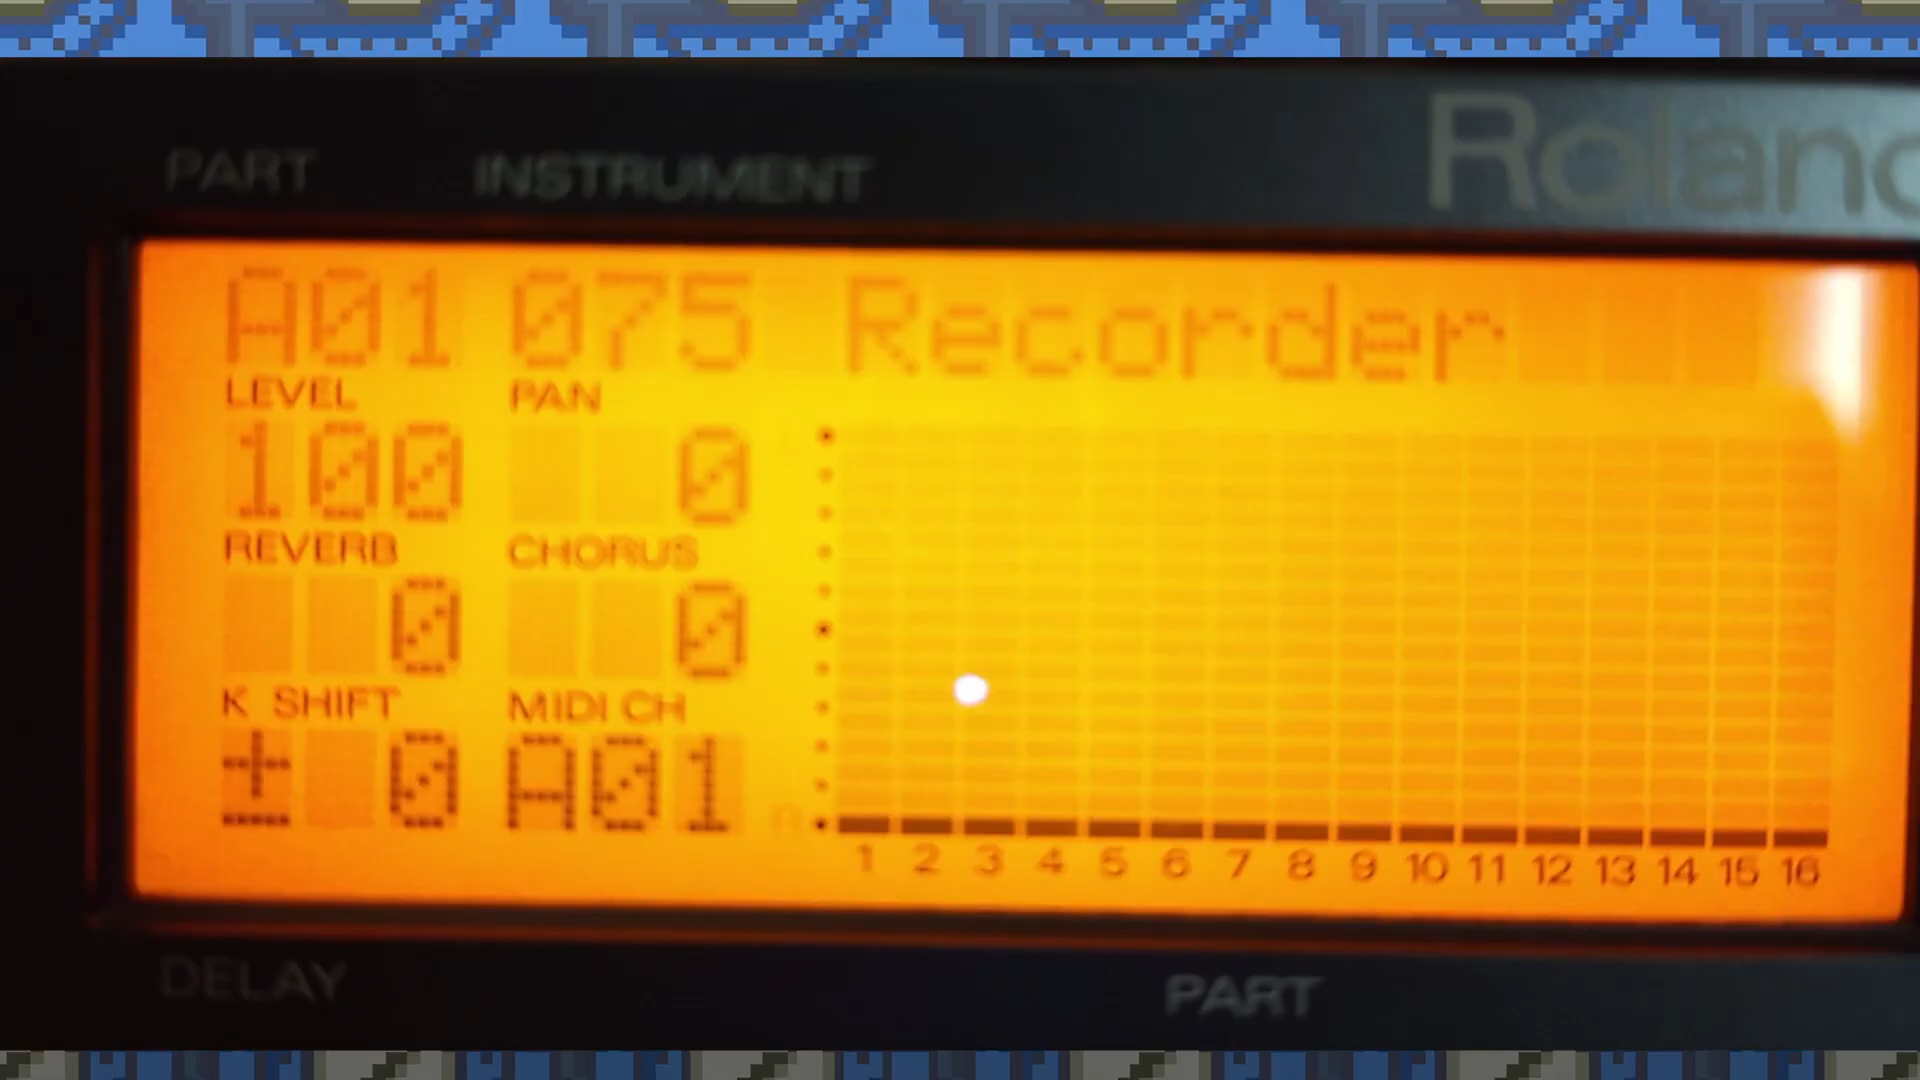 Roland
PART INSTRUMENT
A01 075 Recorder
LEVEL PAN
100 0
REVERB CHORUS
0 0
K SHIFT MIDI CH
± 0 A01
1 2 3 4 5 6 7 8 9 10 11 12 13 14 15 16
DELAY PART